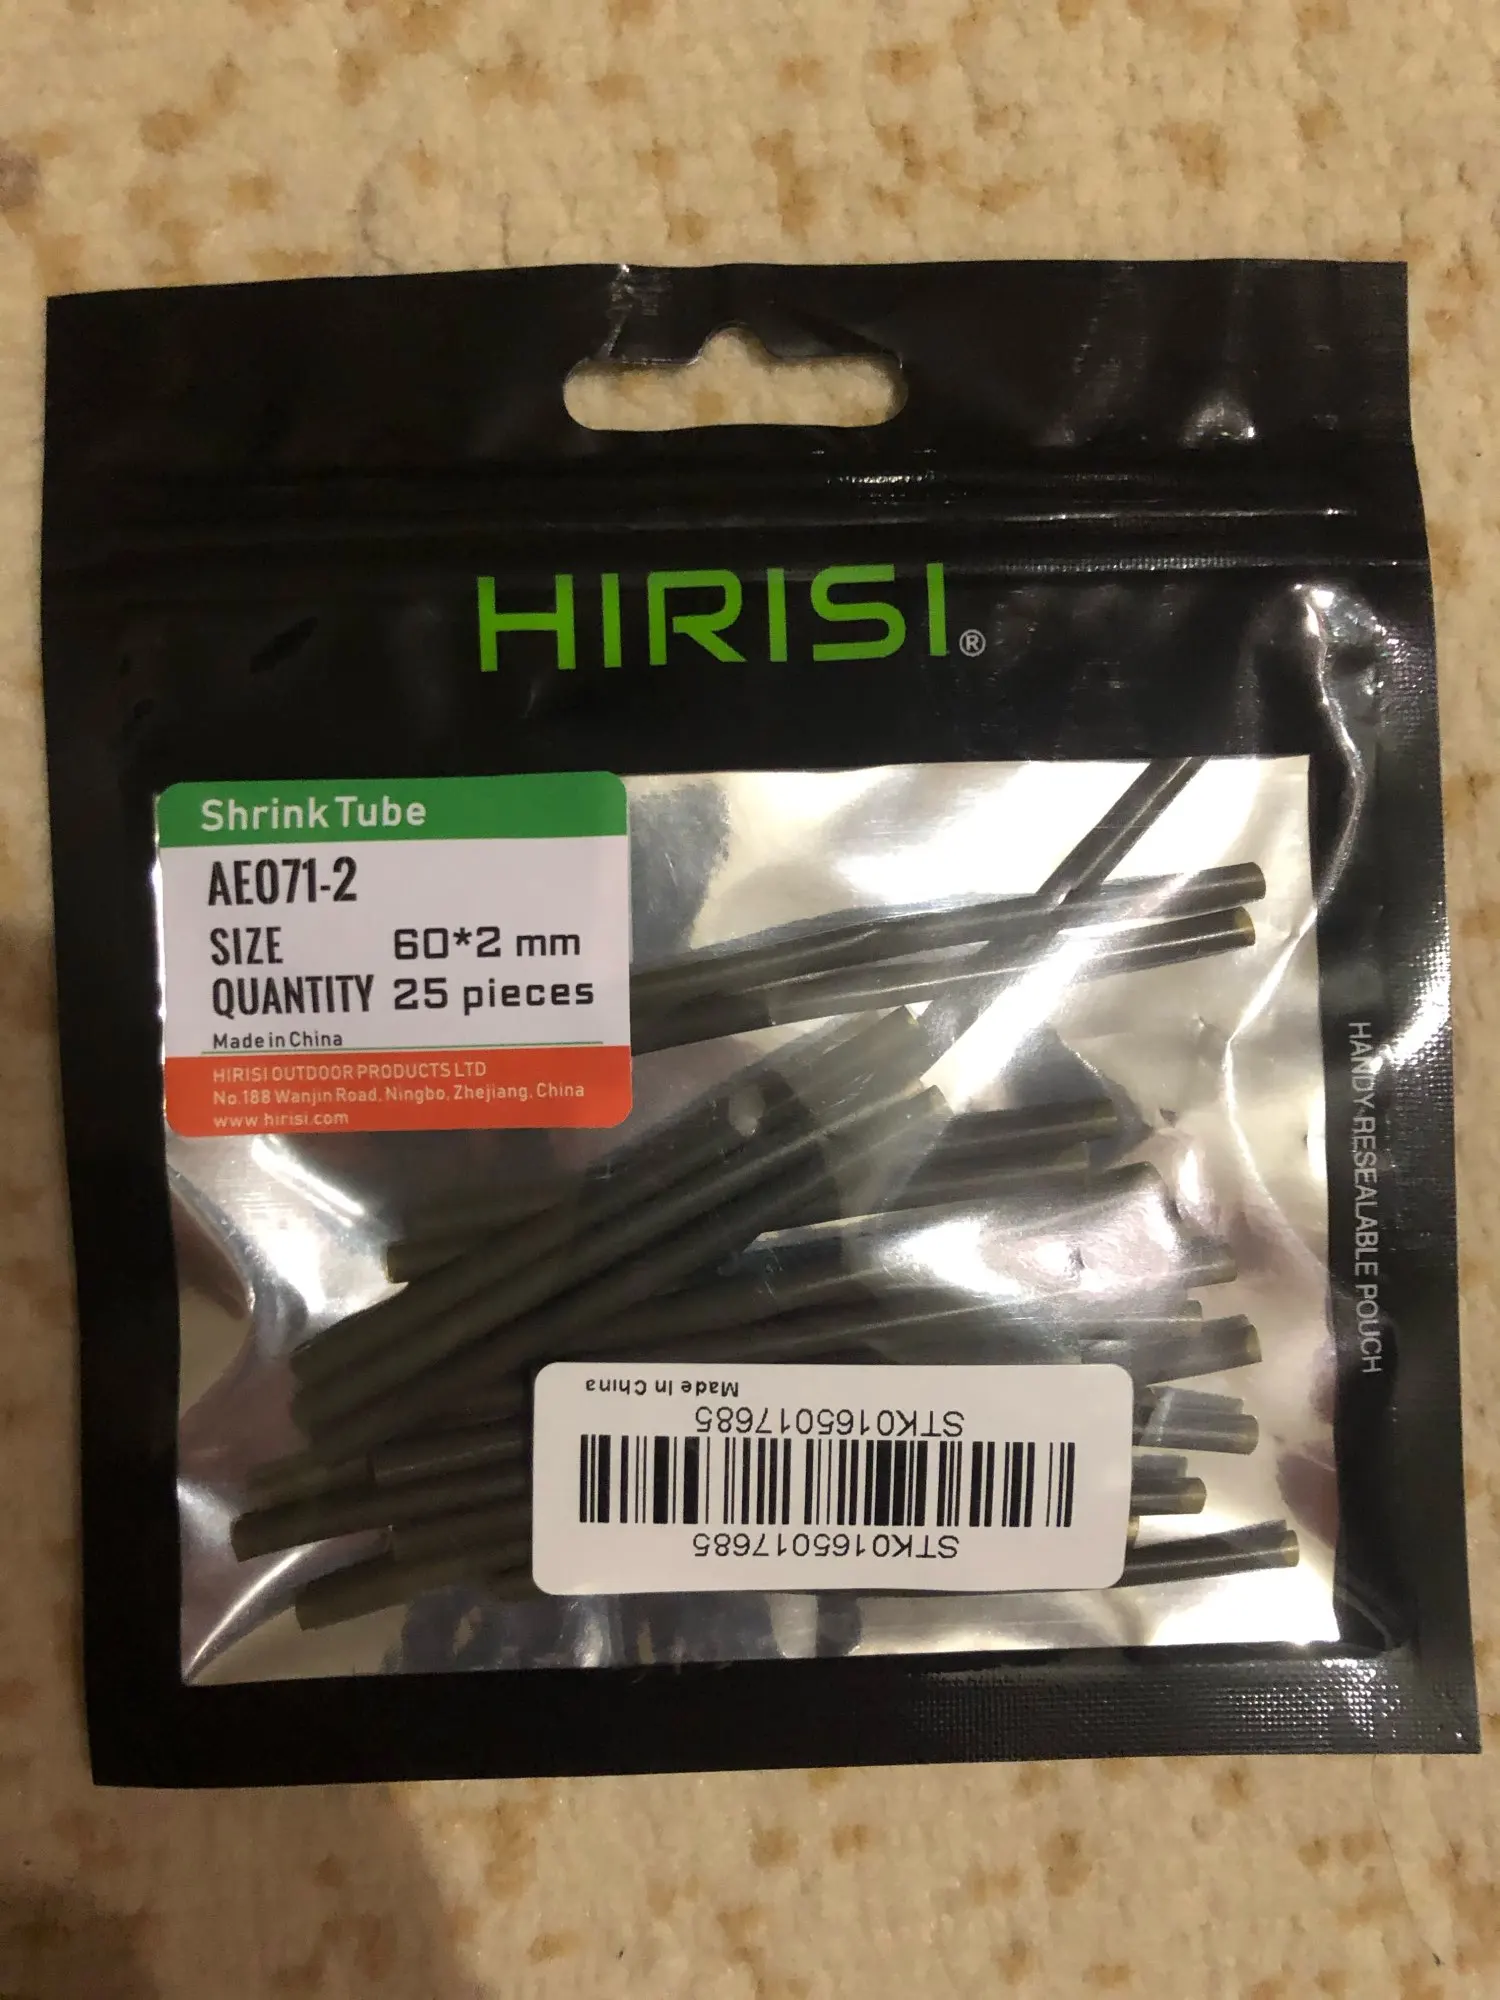 HIRISI®
Shrink Tube
AE071-2
SIZE 60*2 mm
QUANTITY 25 pieces
Made in China
HIRISI OUTDOOR PRODUCTS LTD
No.188 Wanjin Road, Ningbo, Zhejiang, China
www.hirisi.com
HANDY RESEALABLE POUCH
STK0165017685
STK0165017685
Made In China